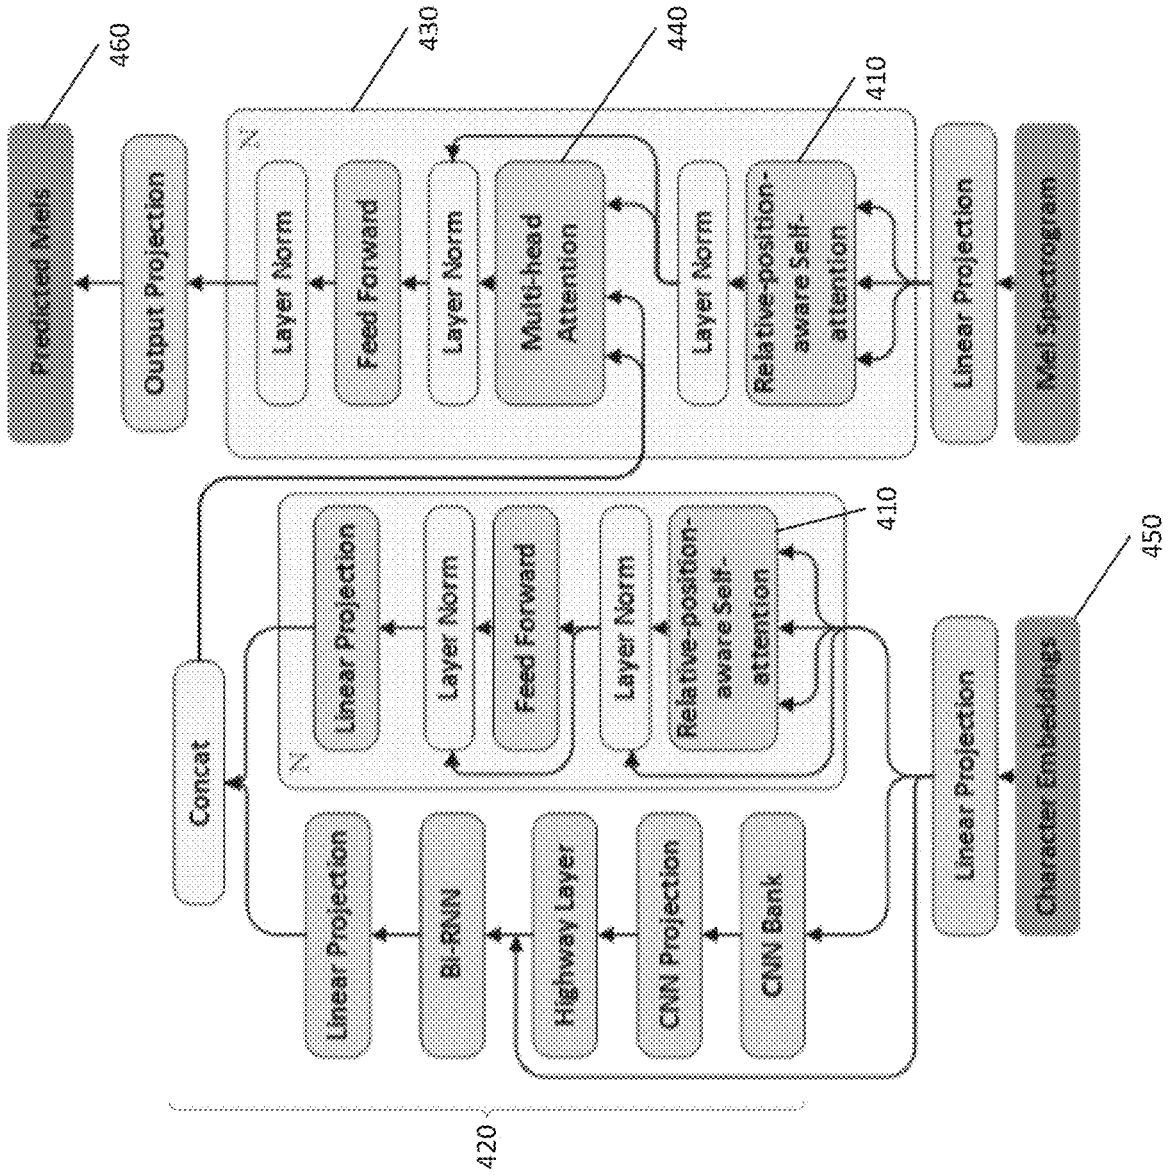 460
Predicted Mels
Output Projection
430
N
Layer Norm
Feed Forward
Layer Norm
440
Multi-head
Attention
Layer Norm
410
Relative-position-
aware Self-
attention
Linear Projection
Mel Spectrogram
Concat
N
Linear Projection
Layer Norm
Feed Forward
Layer Norm
Relative-position-
aware Self-
attention
410
Linear Projection
BI-RNN
Highway Layer
CNN Projection
CNN Bank
420
Linear Projection
Character Embeddings
450